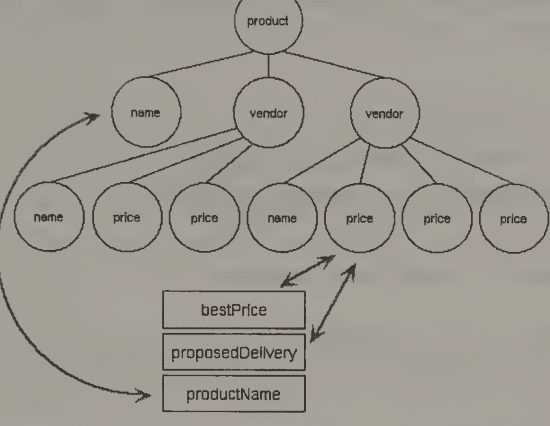 product
name vendor vendor
name price price name price price price
bestPrice
proposedDelivery
productName